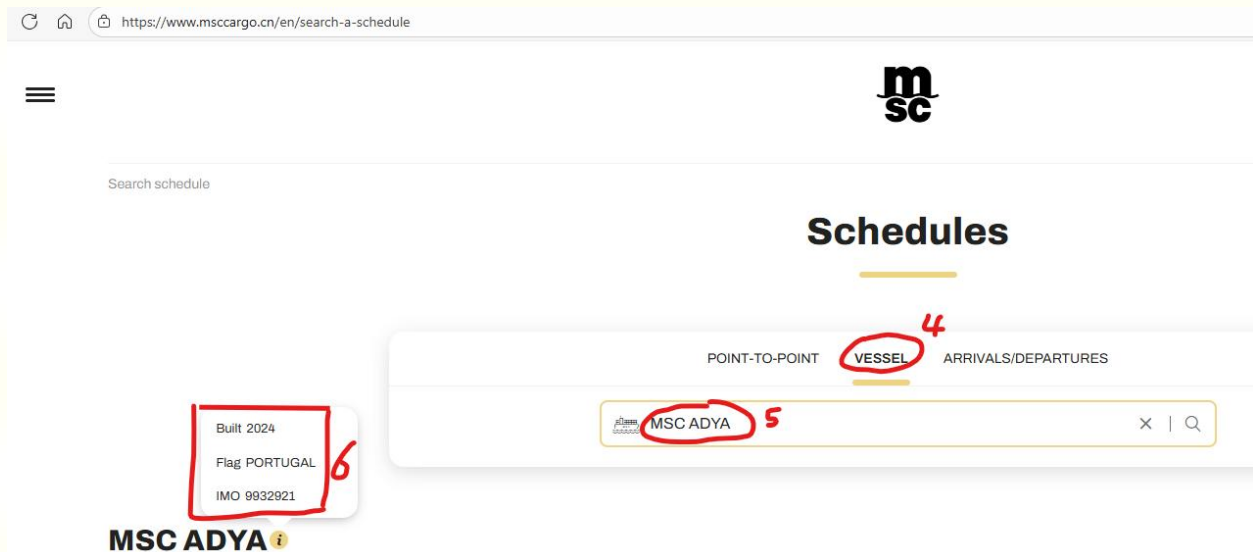 https://www.msccargo.cn/en/search-a-schedule
msc
Search schedule
Schedules
4
POINT-TO-POINT VESSEL ARRIVALS/DEPARTURES
MSC ADYA 5
Built 2024
Flag PORTUGAL
6
IMO 9932921
MSC ADYA i